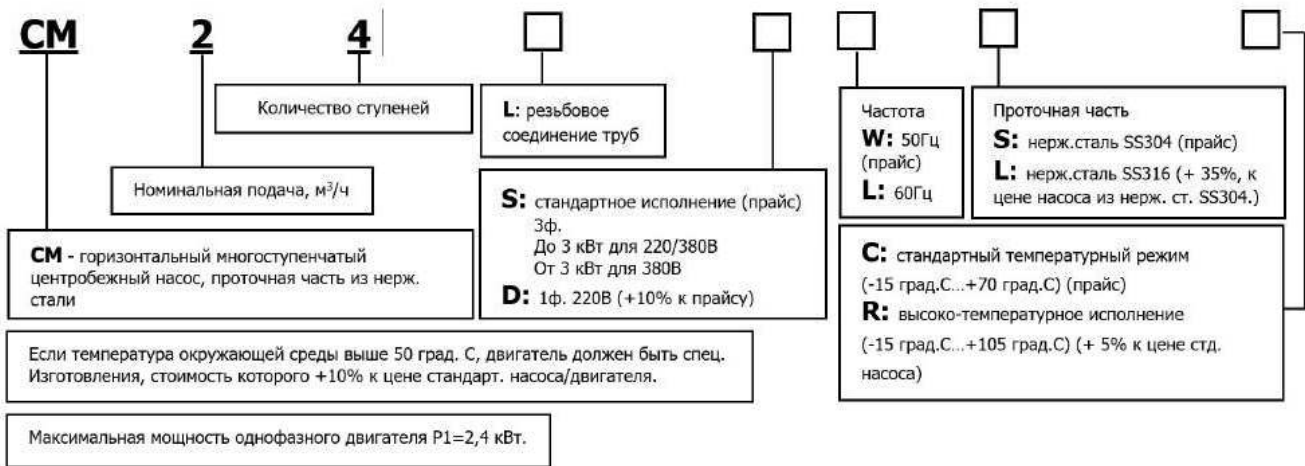 СМ 2 4
Количество ступеней
L: резьбовое
соединение труб
Частота
W: 50Гц
(прайс)
L: 60Гц
Проточная часть
S: нерж.сталь SS304 (прайс)
L: нерж.сталь SS316 (+ 35%, к
цене насоса из нерж. ст. SS304.)
Номинальная подача, м³/ч
S: стандартное исполнение (прайс)
3ф.
До 3 кВт для 220/380В
От 3 кВт для 380В
D: 1ф. 220В (+10% к прайсу)
СМ - горизонтальный многоступенчатый
центробежный насос, проточная часть из нерж.
стали
C: стандартный температурный режим
(-15 град.С...+70 град.С) (прайс)
R: высоко-температурное исполнение
(-15 град.С...+105 град.С) (+ 5% к цене стд.
насоса)
Если температура окружающей среды выше 50 град. С, двигатель должен быть спец.
Изготовления, стоимость которого +10% к цене стандарт. насоса/двигателя.
Максимальная мощность однофазного двигателя P1=2,4 кВт.